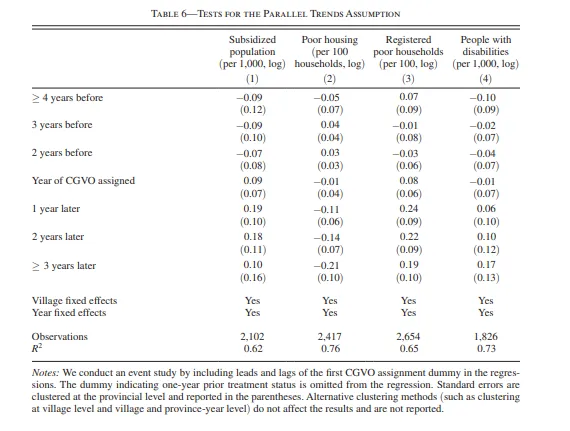 TABLE 6—TESTS FOR THE PARALLEL TRENDS ASSUMPTION
Subsidized Poor housing Registered People with
population (per 100 poor households disabilities
(per 1,000, log) households, log) (per 100, log) (per 1,000, log)
(1) (2) (3) (4)
≥ 4 years before −0.09 −0.05 0.07 −0.10
(0.12) (0.07) (0.09) (0.09)
3 years before −0.09 0.04 −0.01 −0.02
(0.10) (0.04) (0.08) (0.07)
2 years before −0.07 0.03 −0.03 −0.04
(0.08) (0.03) (0.06) (0.07)
Year of CGVO assigned 0.09 −0.01 0.08 −0.01
(0.07) (0.04) (0.06) (0.07)
1 year later 0.19 −0.11 0.24 0.06
(0.10) (0.06) (0.09) (0.10)
2 years later 0.18 −0.14 0.22 0.10
(0.11) (0.07) (0.09) (0.12)
≥ 3 years later 0.10 −0.21 0.19 0.17
(0.16) (0.10) (0.10) (0.13)
Village fixed effects Yes Yes Yes Yes
Year fixed effects Yes Yes Yes Yes
Observations 2,102 2,417 2,654 1,826
R² 0.62 0.76 0.65 0.73
Notes: We conduct an event study by including leads and lags of the first CGVO assignment dummy in the regres-
sions. The dummy indicating one-year prior treatment status is omitted from the regression. Standard errors are
clustered at the provincial level and reported in the parentheses. Alternative clustering methods (such as clustering
at village level and village and province-year level) do not affect the results and are not reported.